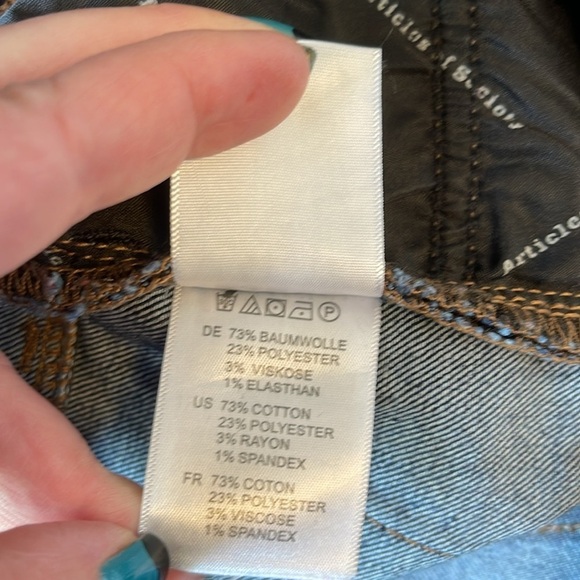 Articles of Society
Article
P
DE 73% BAUMWOLLE
23% POLYESTER
3% VISKOSE
1% ELASTHAN
US 73% COTTON
23% POLYESTER
3% RAYON
1% SPANDEX
FR 73% COTON
23% POLYESTER
3% VISCOSE
1% SPANDEX